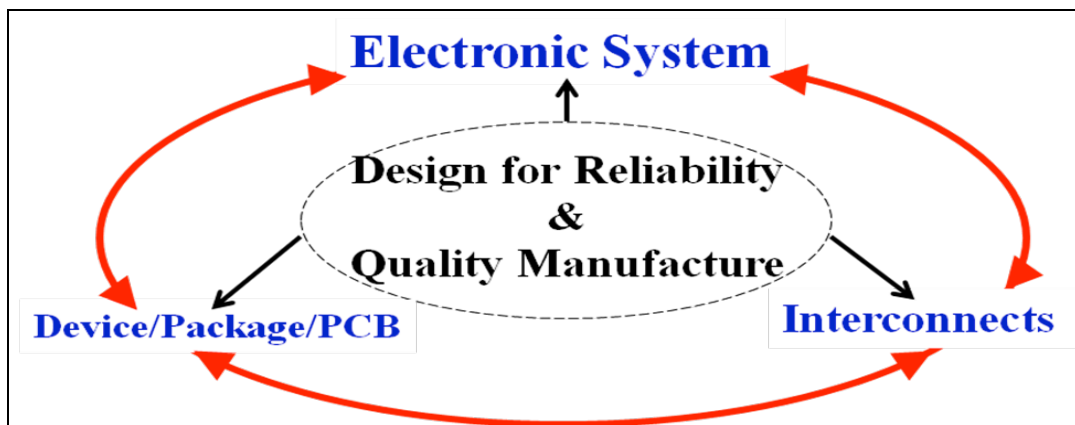 Electronic System
Design for Reliability
&
Quality Manufacture
Device/Package/PCB
Interconnects